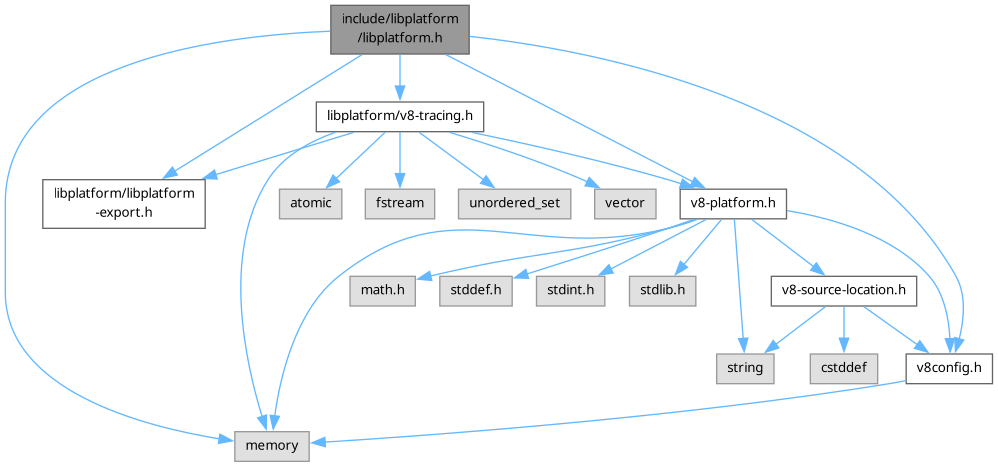 include/libplatform
/libplatform.h
libplatform/v8-tracing.h
libplatform/libplatform
-export.h
atomic
fstream
unordered_set
vector
v8-platform.h
math.h
stddef.h
stdint.h
stdlib.h
v8-source-location.h
string
cstddef
v8config.h
memory